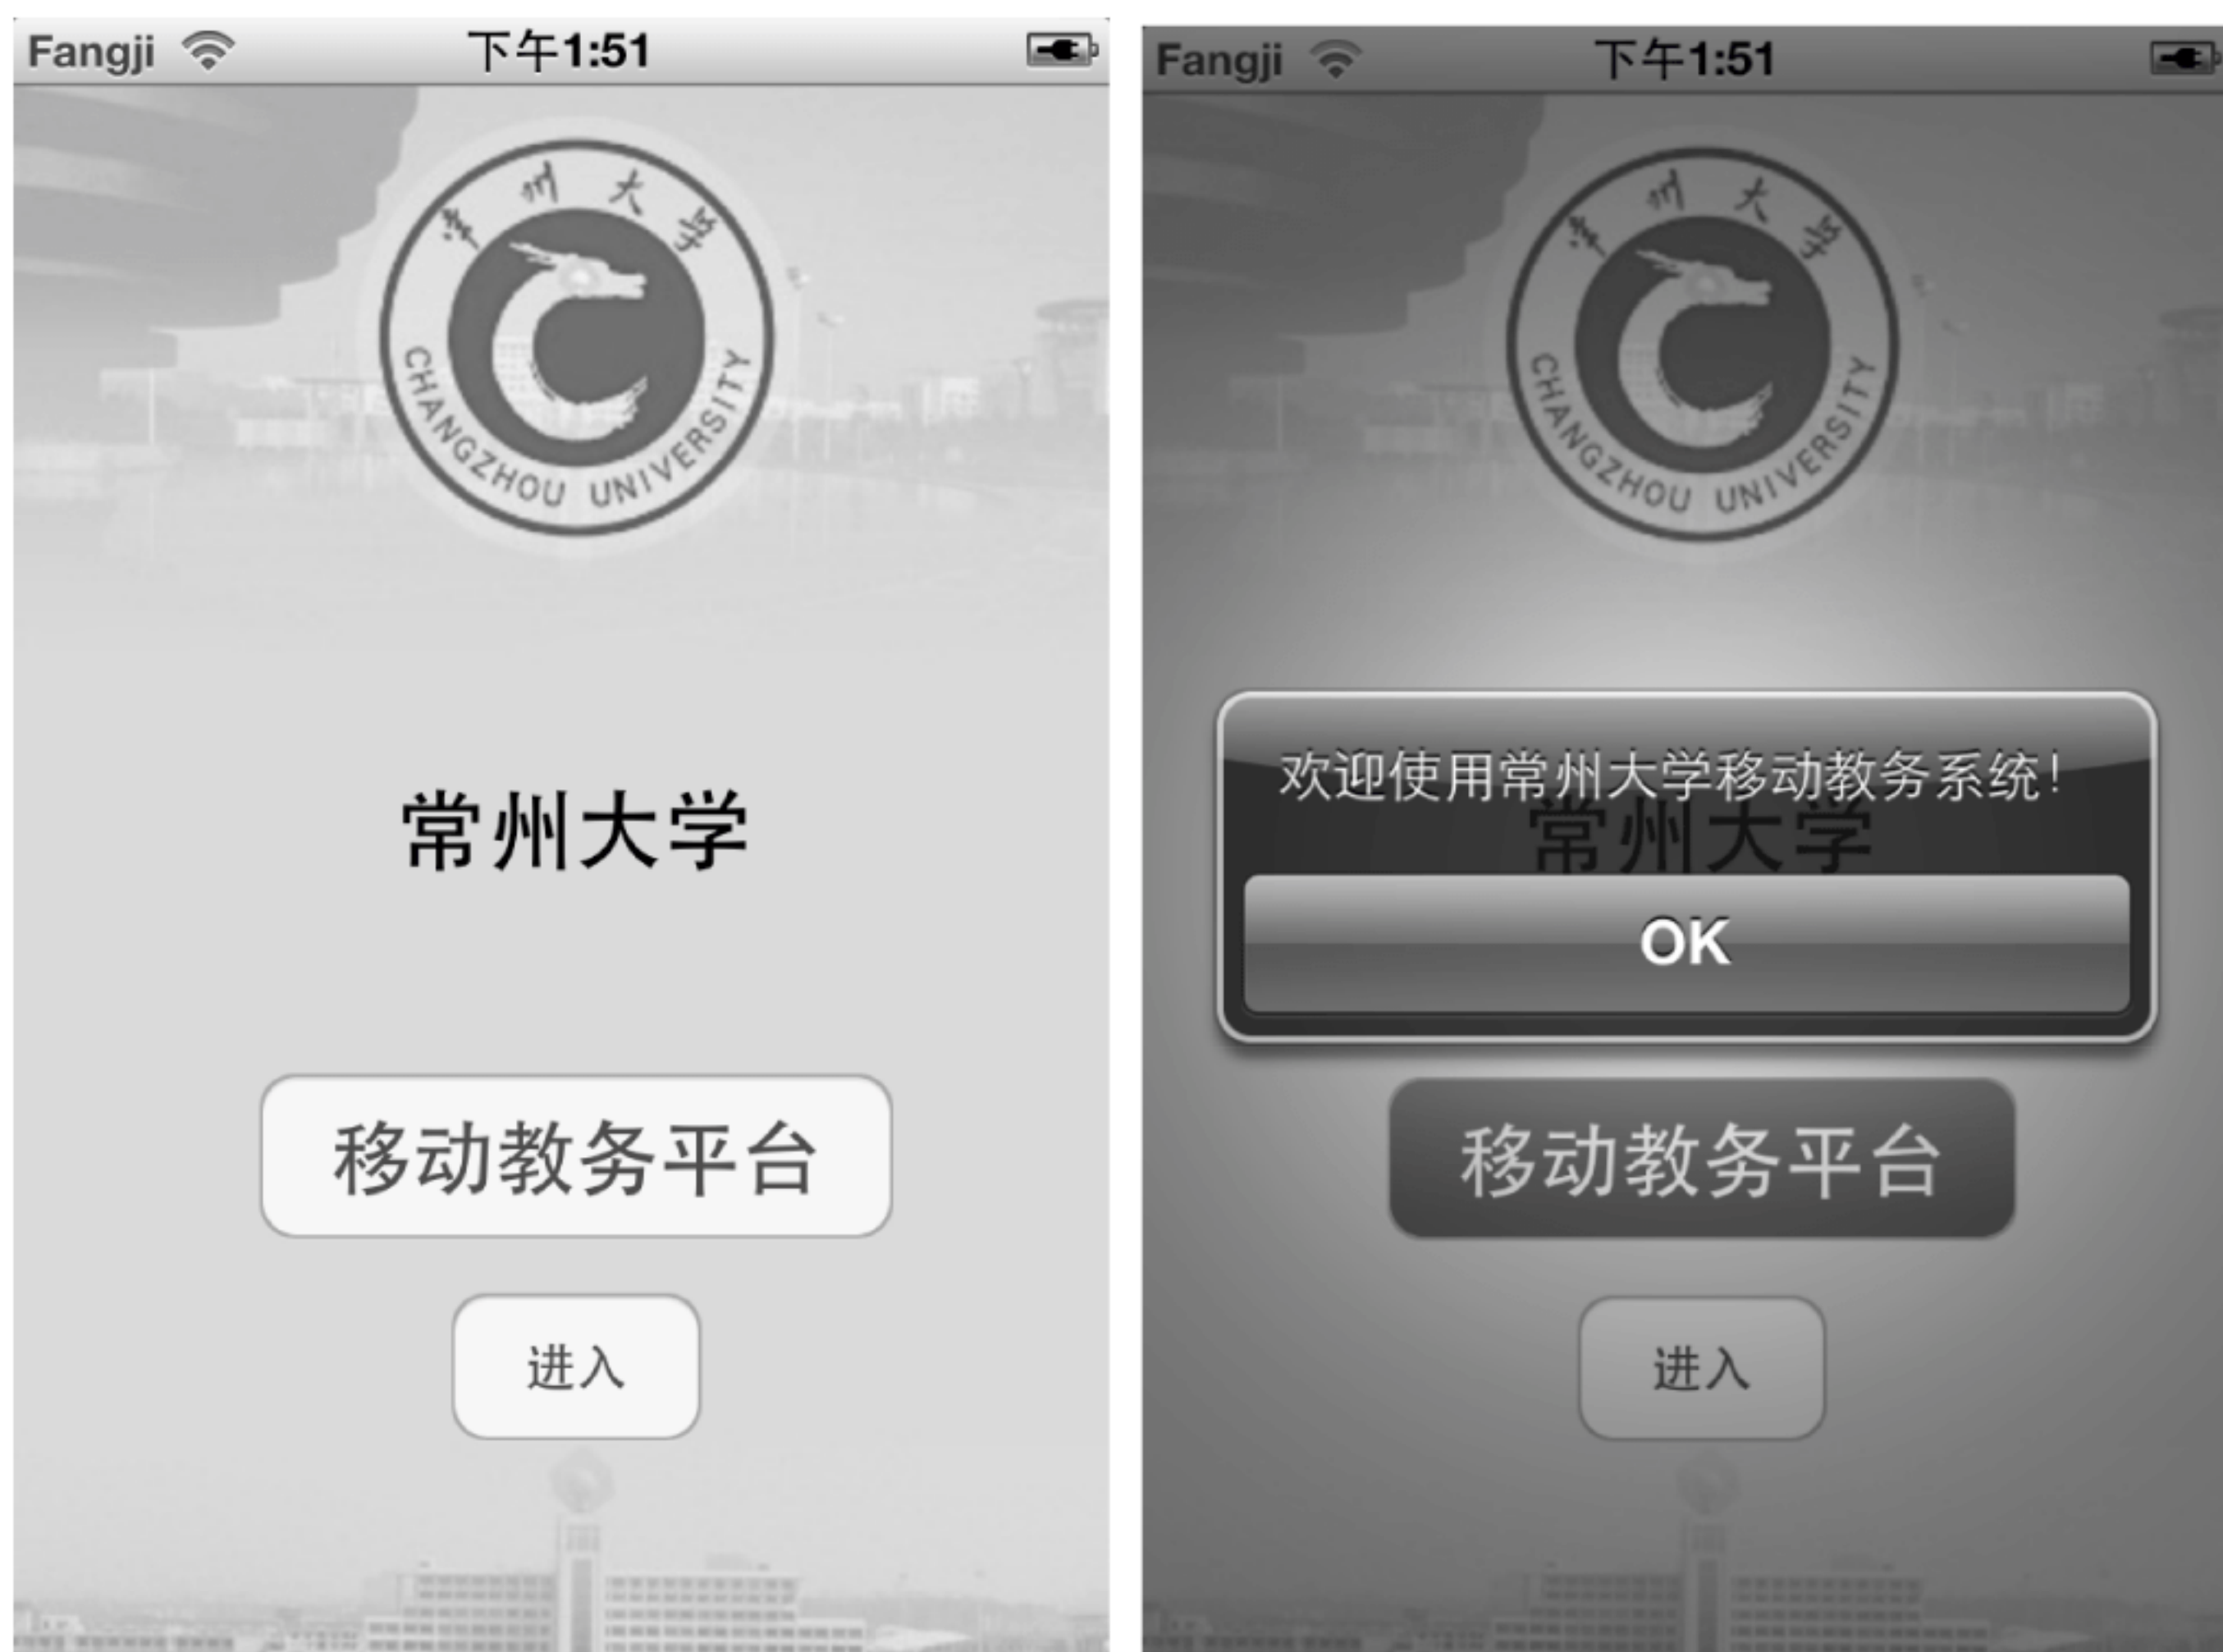 Fangji 下午1:51
常州大学
CHANGZHOU UNIVERSITY
常州大学
移动教务平台
进入
Fangji 下午1:51
常州大学
CHANGZHOU UNIVERSITY
欢迎使用常州大学移动教务系统!
常州大学
OK
移动教务平台
进入